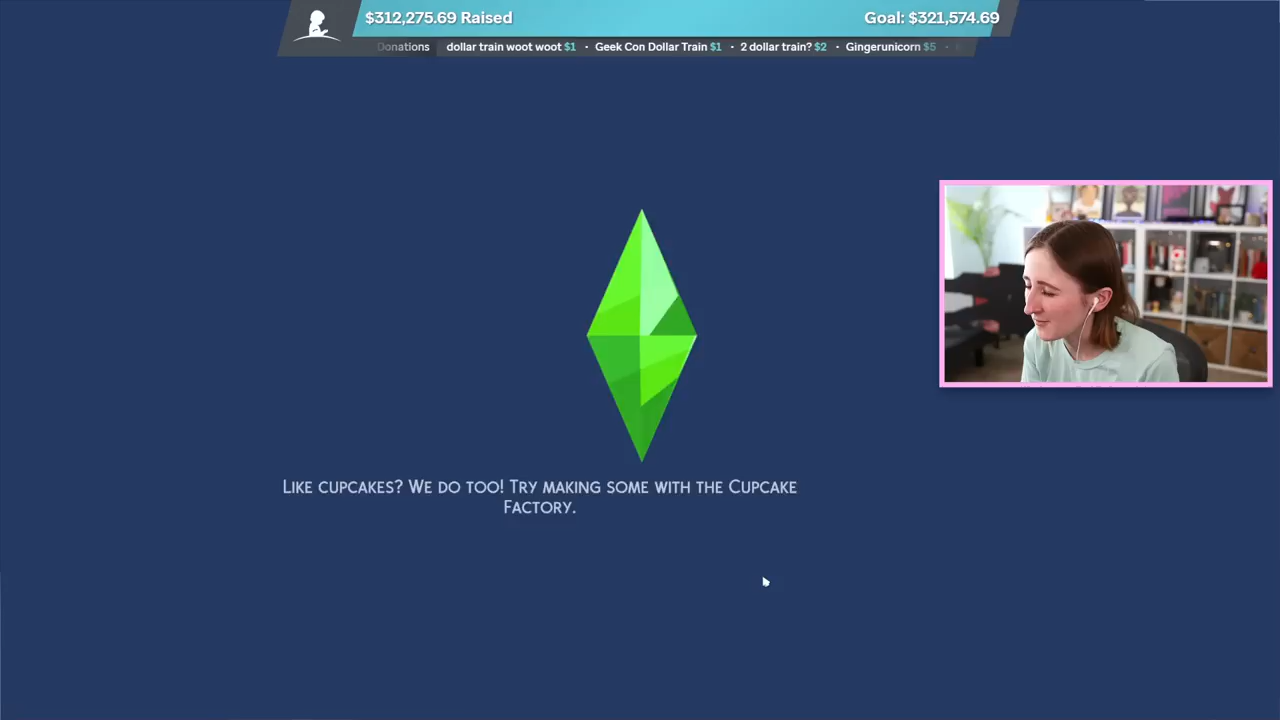 $312,275.69 Raised
Goal: $321,574.69
Donations dollar train woot woot $1 · Geek Con Dollar Train $1 · 2 dollar train? $2 · Gingerunicorn $5 ·
LIKE CUPCAKES? WE DO TOO! TRY MAKING SOME WITH THE CUPCAKE
FACTORY.